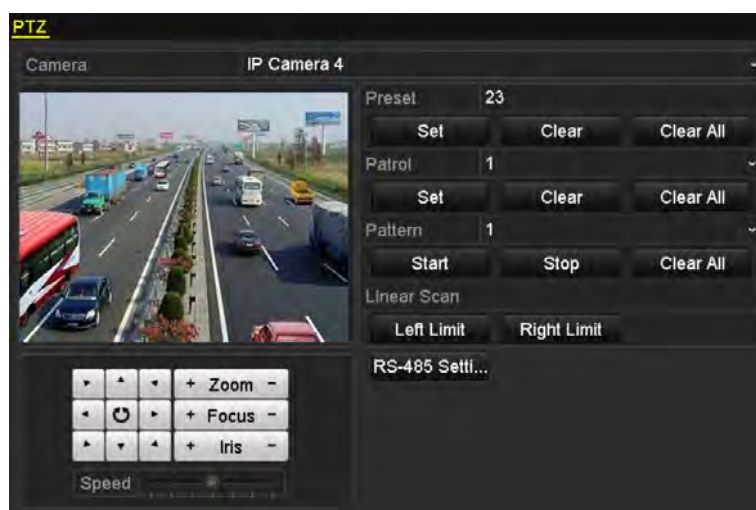 PTZ
Camera IP Camera 4
Preset 23
Set Clear Clear All
Patrol 1
Set Clear Clear All
Pattern 1
Start Stop Clear All
Linear Scan
Left Limit Right Limit
RS-485 Setti...
+ Zoom -
+ Focus -
+ Iris -
Speed